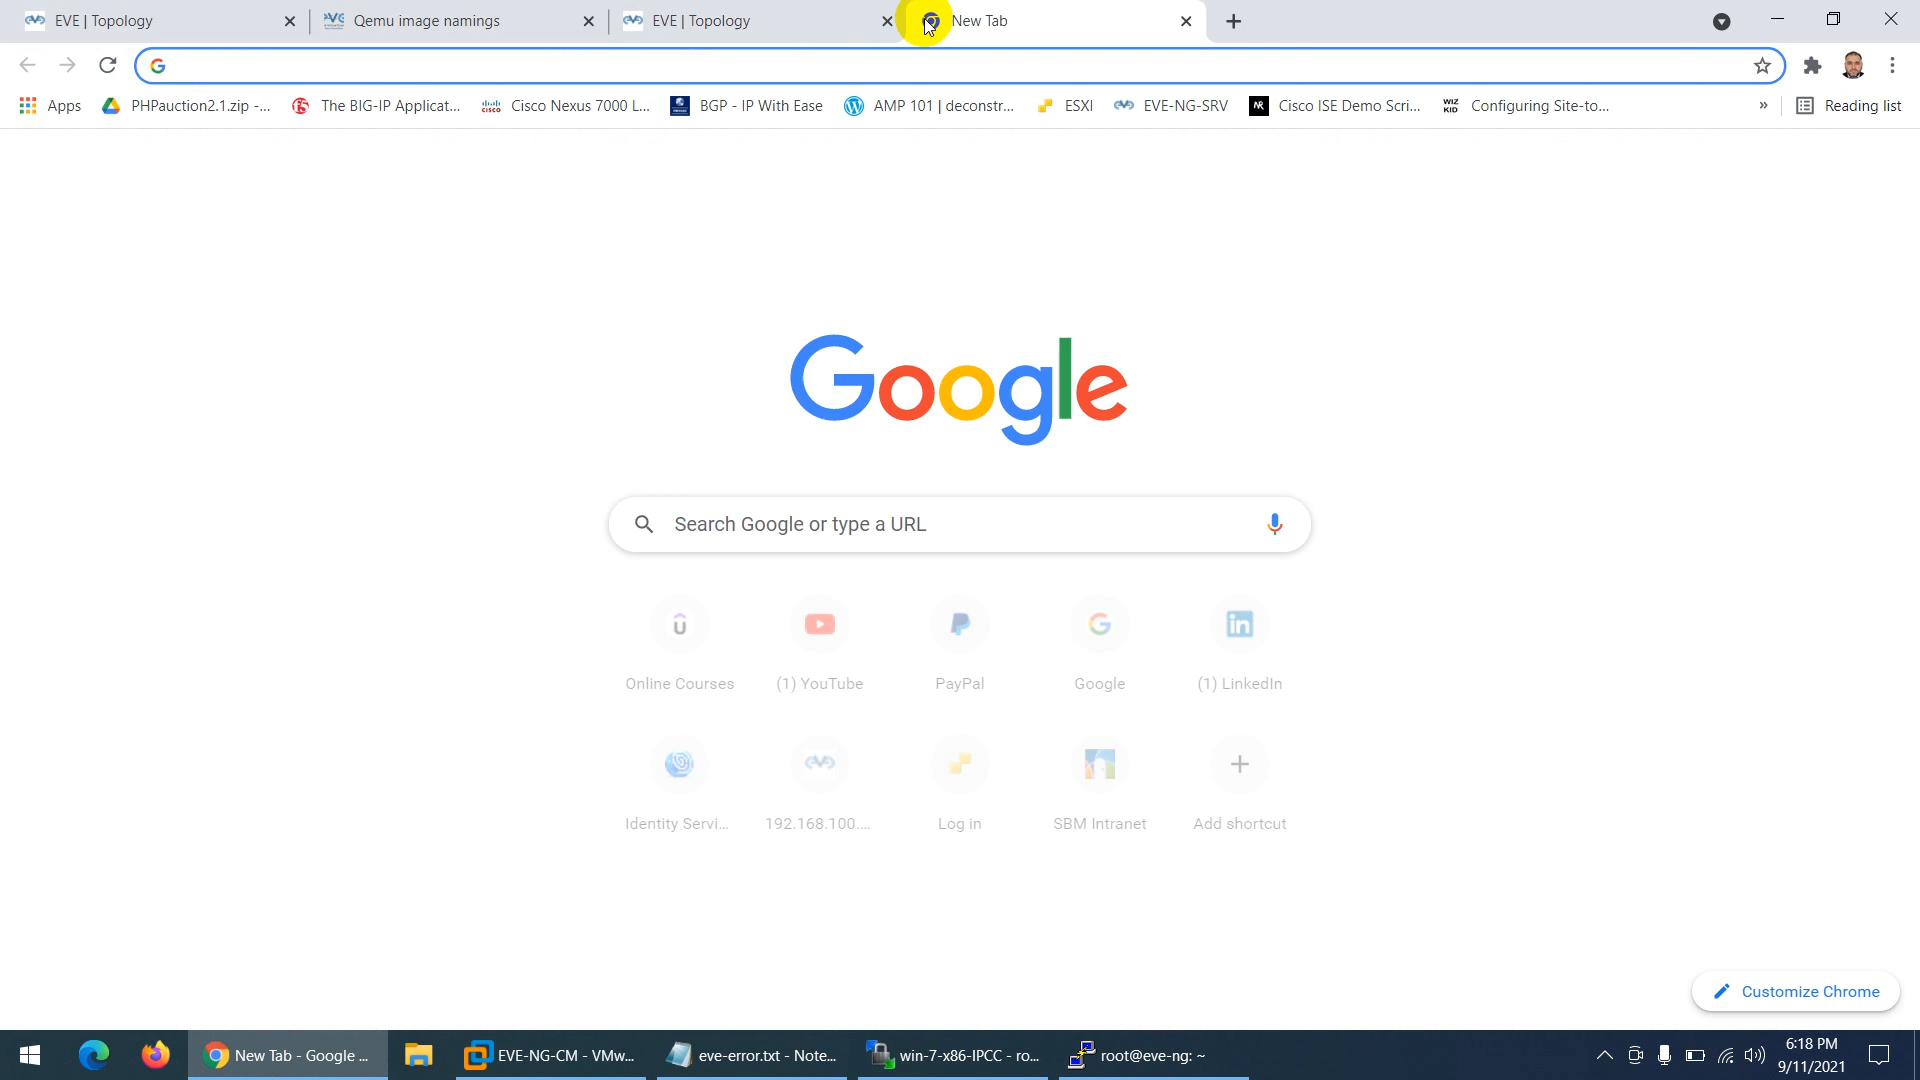 EVE | Topology
Qemu image namings
EVE | Topology
New Tab
Apps
PHPauction2.1.zip -...
The BIG-IP Applicat...
Cisco Nexus 7000 L...
BGP - IP With Ease
AMP 101 | deconstr...
ESXI
EVE-NG-SRV
Cisco ISE Demo Scri...
Configuring Site-to...
»
Reading list
Google
Search Google or type a URL
Online Courses
(1) YouTube
PayPal
Google
(1) LinkedIn
Identity Servi...
192.168.100....
Log in
SBM Intranet
Add shortcut
Customize Chrome
New Tab - Google ...
EVE-NG-CM - VMw...
eve-error.txt - Note...
win-7-x86-IPCC - ro...
root@eve-ng: ~
6:18 PM
9/11/2021